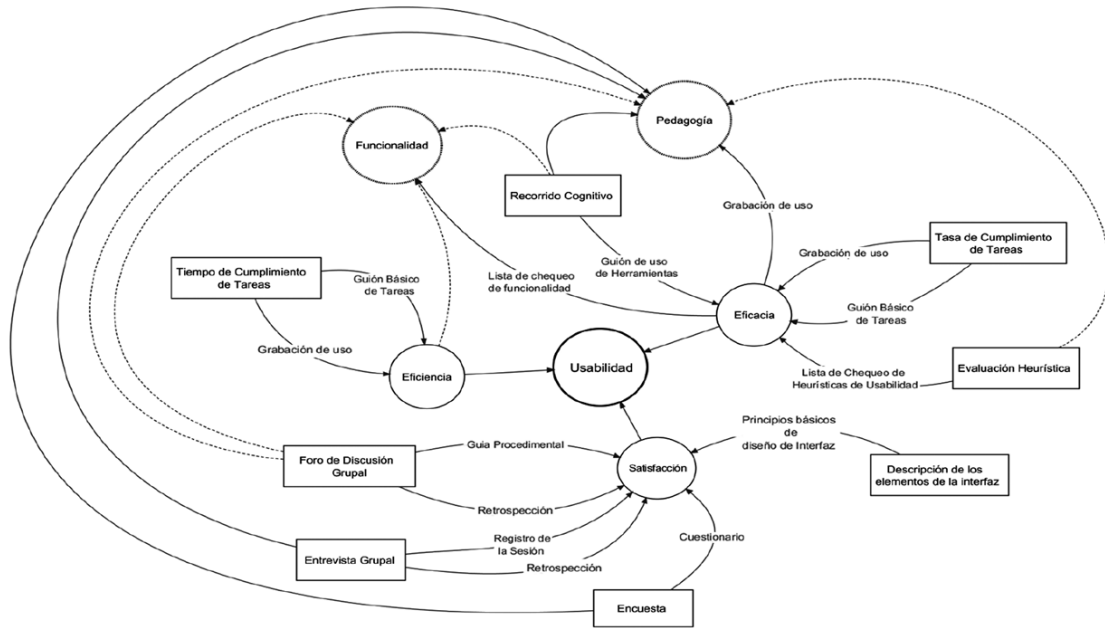 Pedagogía
Funcionalidad
Recorrido Cognitivo
Grabación de uso
Tasa de Cumplimiento
de Tareas
Grabación de uso
Guión de uso
de Herramientas
Lista de chequeo
de funcionalidad
Tiempo de Cumplimiento
de Tareas
Guión Básico
de Tareas
Eficacia
Guión Básico
de Tareas
Grabación de uso
Eficiencia
Usabilidad
Lista de Chequeo de
Heurísticas de Usabilidad
Evaluación Heurística
Principios básicos
de
diseño de Interfaz
Guia Procedimental
Foro de Discusión
Grupal
Satisfacción
Descripción de los
elementos de la interfaz
Retrospección
Registro de
la Sesión
Cuestionario
Entrevista Grupal
Retrospección
Encuesta